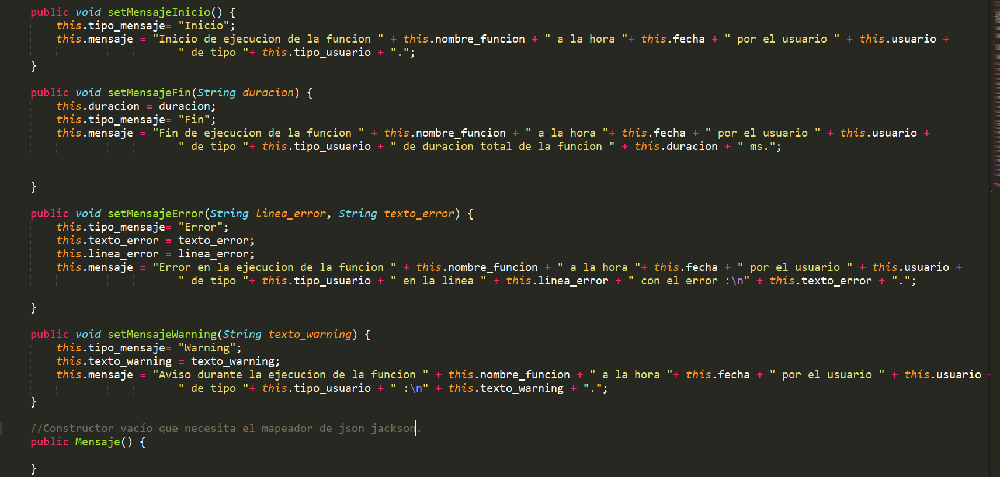 public void setMensajeInicio() {
this.tipo_mensaje= "Inicio";
this.mensaje = "Inicio de ejecucion de la funcion " + this.nombre_funcion + " a la hora "+ this.fecha + " por el usuario " + this.usuario +
" de tipo "+ this.tipo_usuario + ".";
}
public void setMensajeFin(String duracion) {
this.duracion = duracion;
this.tipo_mensaje= "Fin";
this.mensaje = "Fin de ejecucion de la funcion " + this.nombre_funcion + " a la hora "+ this.fecha + " por el usuario " + this.usuario +
" de tipo "+ this.tipo_usuario + " de duracion total de la funcion " + this.duracion + " ms.";
}
public void setMensajeError(String linea_error, String texto_error) {
this.tipo_mensaje= "Error";
this.texto_error = texto_error;
this.linea_error = linea_error;
this.mensaje = "Error en la ejecucion de la funcion " + this.nombre_funcion + " a la hora "+ this.fecha + " por el usuario " + this.usuario +
" de tipo "+ this.tipo_usuario + " en la linea " + this.linea_error + " con el error :\n" + this.texto_error + ".";
}
public void setMensajeWarning(String texto_warning) {
this.tipo_mensaje= "Warning";
this.texto_warning = texto_warning;
this.mensaje = "Aviso durante la ejecucion de la funcion " + this.nombre_funcion + " a la hora "+ this.fecha + " por el usuario " + this.usuario +
" de tipo "+ this.tipo_usuario + " :\n" + this.texto_warning + ".";
}
//Constructor vacío que necesita el mapeador de json jackson.
public Mensaje() {
}